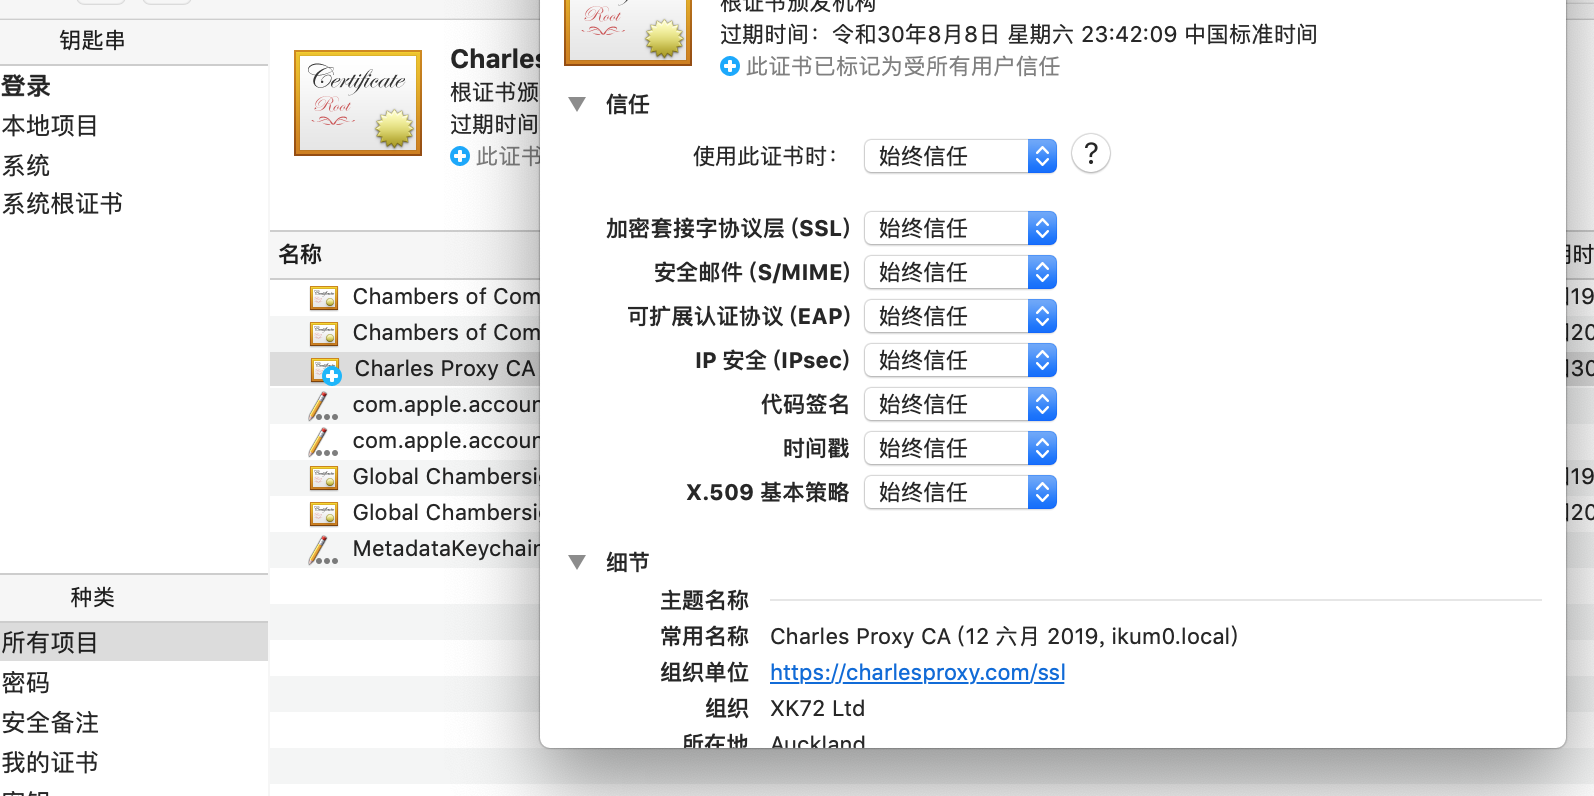 钥匙串
登录
本地项目
系统
系统根证书
种类
所有项目
密码
安全备注
我的证书
Certificate
Root
Charles
根证书颁
过期时间
此证书
名称
Chambers of Com
Chambers of Com
Charles Proxy CA
com.apple.accoun
com.apple.accoun
Global Chambersi
Global Chambersi
MetadataKeychain
Root
根证书颁发机构
过期时间：令和30年8月8日 星期六 23:42:09 中国标准时间
此证书已标记为受所有用户信任
信任
使用此证书时： 始终信任 ?
加密套接字协议层 (SSL) 始终信任
安全邮件 (S/MIME) 始终信任
可扩展认证协议 (EAP) 始终信任
IP 安全 (IPsec) 始终信任
代码签名 始终信任
时间戳 始终信任
X.509 基本策略 始终信任
细节
主题名称
常用名称 Charles Proxy CA (12 六月 2019, ikum0.local)
组织单位 https://charlesproxy.com/ssl
组织 XK72 Ltd
所在地 Auckland
期时
19
20
30
19
20